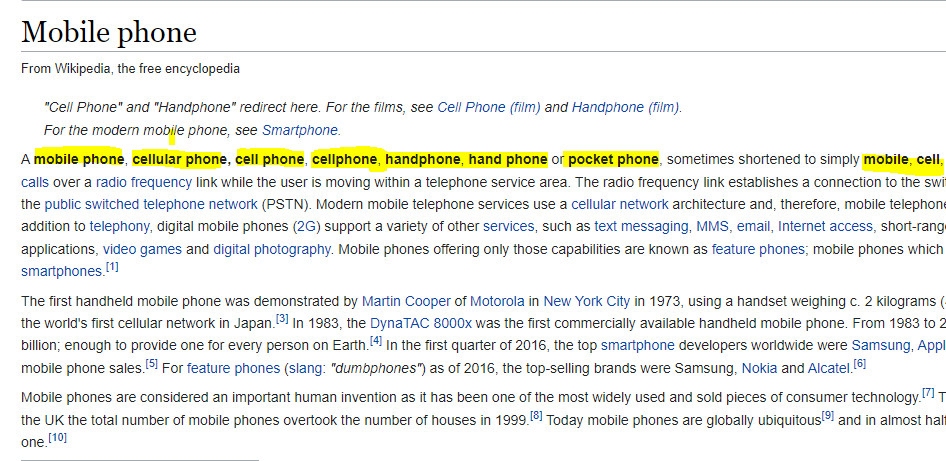 Mobile phone
From Wikipedia, the free encyclopedia
"Cell Phone" and "Handphone" redirect here. For the films, see Cell Phone (film) and Handphone (film).
For the modern mobile phone, see Smartphone.
A mobile phone, cellular phone, cell phone, cellphone, handphone, hand phone or pocket phone, sometimes shortened to simply mobile, cell,
calls over a radio frequency link while the user is moving within a telephone service area. The radio frequency link establishes a connection to the swi
the public switched telephone network (PSTN). Modern mobile telephone services use a cellular network architecture and, therefore, mobile telephone
addition to telephony, digital mobile phones (2G) support a variety of other services, such as text messaging, MMS, email, Internet access, short-rang
applications, video games and digital photography. Mobile phones offering only those capabilities are known as feature phones; mobile phones which
smartphones.[1]
The first handheld mobile phone was demonstrated by Martin Cooper of Motorola in New York City in 1973, using a handset weighing c. 2 kilograms (
the world's first cellular network in Japan.[3] In 1983, the DynaTAC 8000x was the first commercially available handheld mobile phone. From 1983 to 2
billion; enough to provide one for every person on Earth.[4] In the first quarter of 2016, the top smartphone developers worldwide were Samsung, Appl
mobile phone sales.[5] For feature phones (slang: "dumbphones") as of 2016, the top-selling brands were Samsung, Nokia and Alcatel.[6]
Mobile phones are considered an important human invention as it has been one of the most widely used and sold pieces of consumer technology.[7] T
the UK the total number of mobile phones overtook the number of houses in 1999.[8] Today mobile phones are globally ubiquitous[9] and in almost half
one.[10]